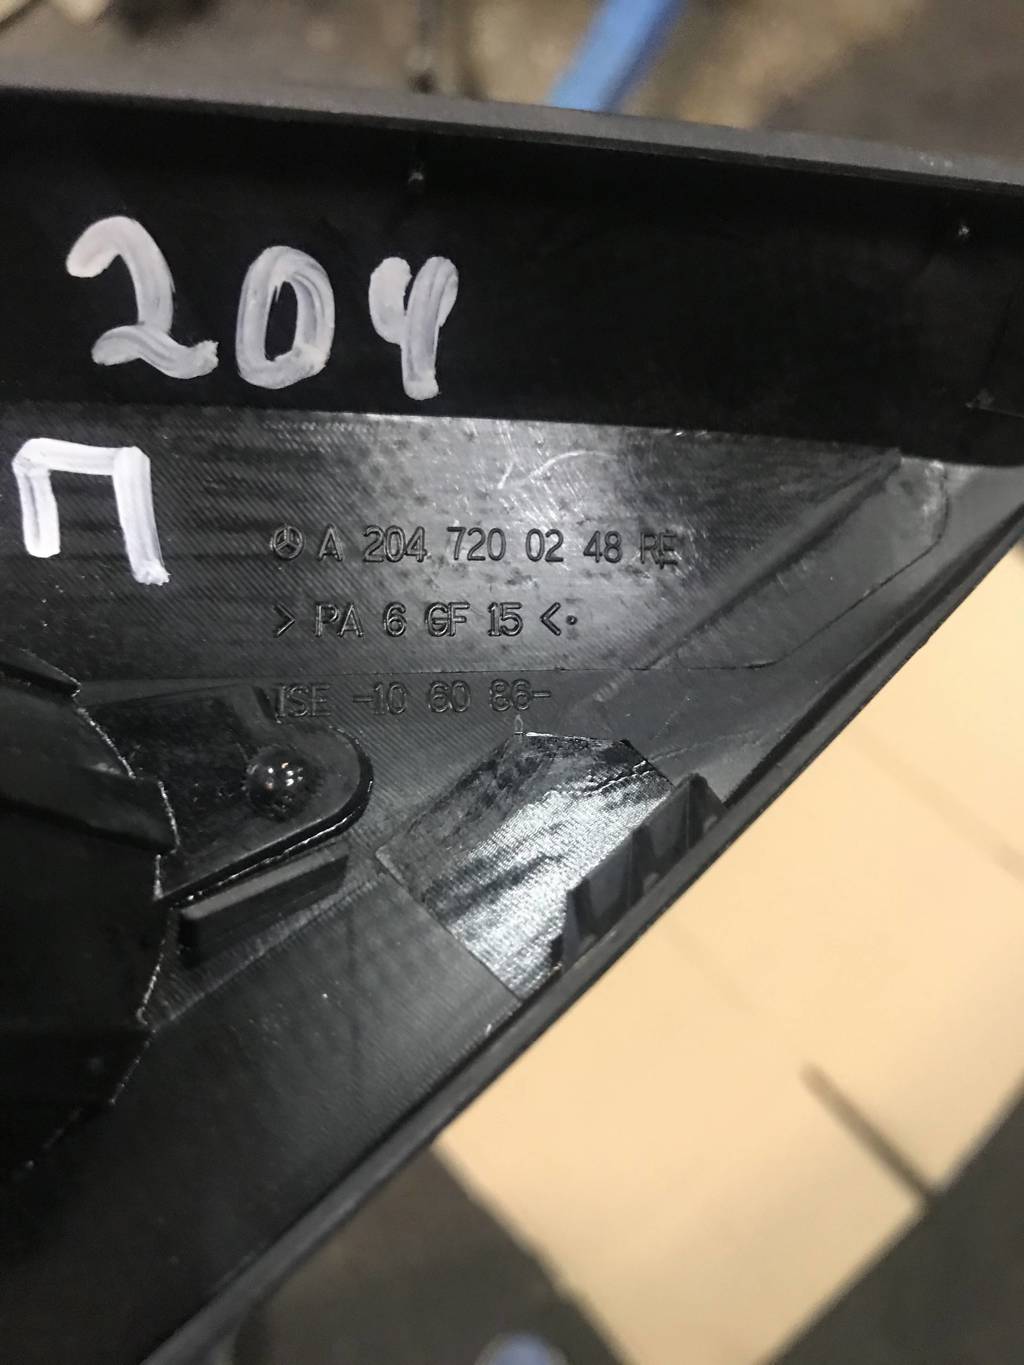 204
П
A 204 720 02 48 RE
> PA 6 GF 15 <
ISE -10 60 86-